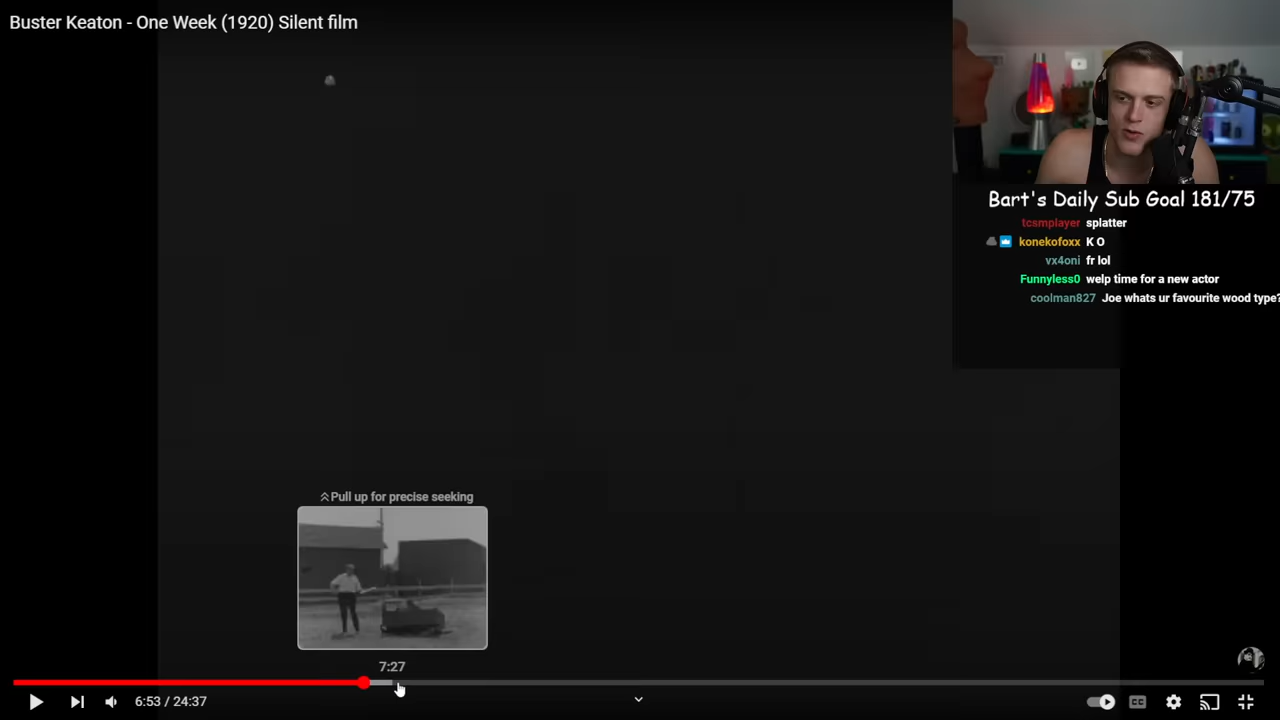 Buster Keaton - One Week (1920) Silent film
Bart's Daily Sub Goal 181/75
tcsmplayer splatter
konekofoxx K O
vx4oni fr lol
Funnyless0 welp time for a new actor
coolman827 Joe whats ur favourite wood type?
Pull up for precise seeking
7:27
6:53 / 24:37
CC